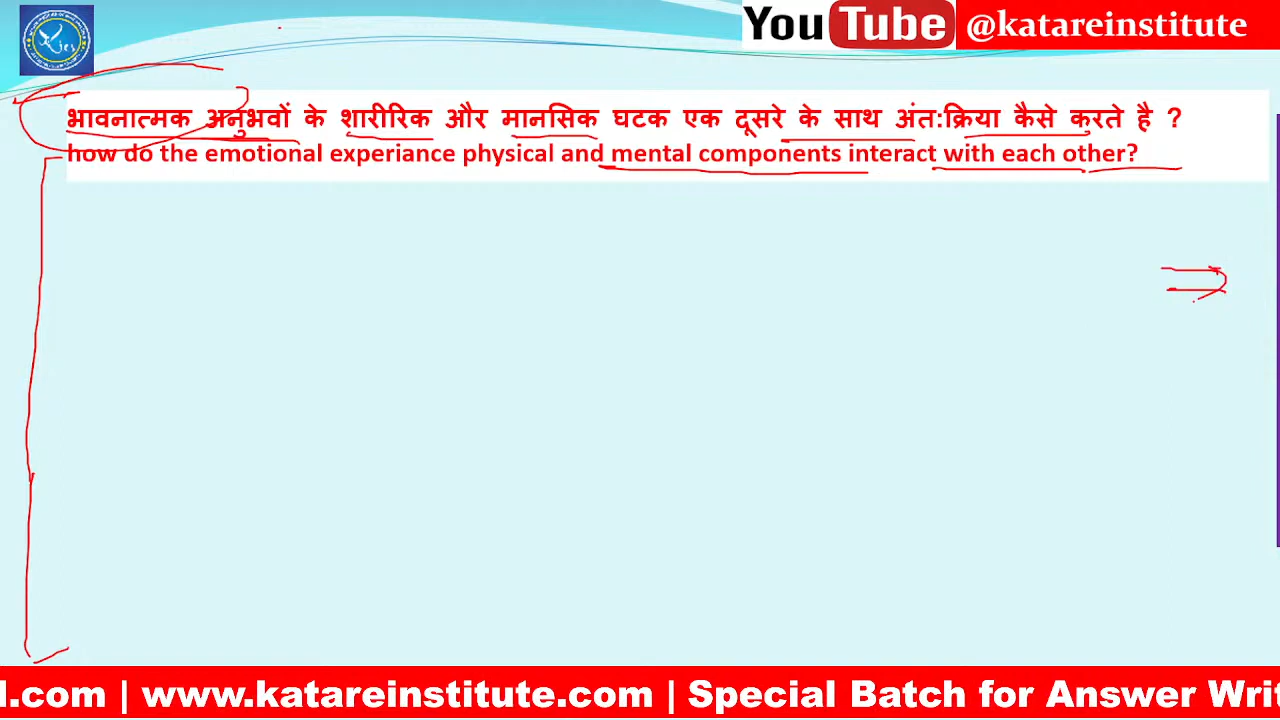 YouTube @katareinstitute
भावनात्मक अनुभवों के शारीरिक और मानसिक घटक एक दूसरे के साथ अंत:क्रिया कैसे करते है ?
how do the emotional experiance physical and mental components interact with each other?
l.com | www.katareinstitute.com | Special Batch for Answer Writ